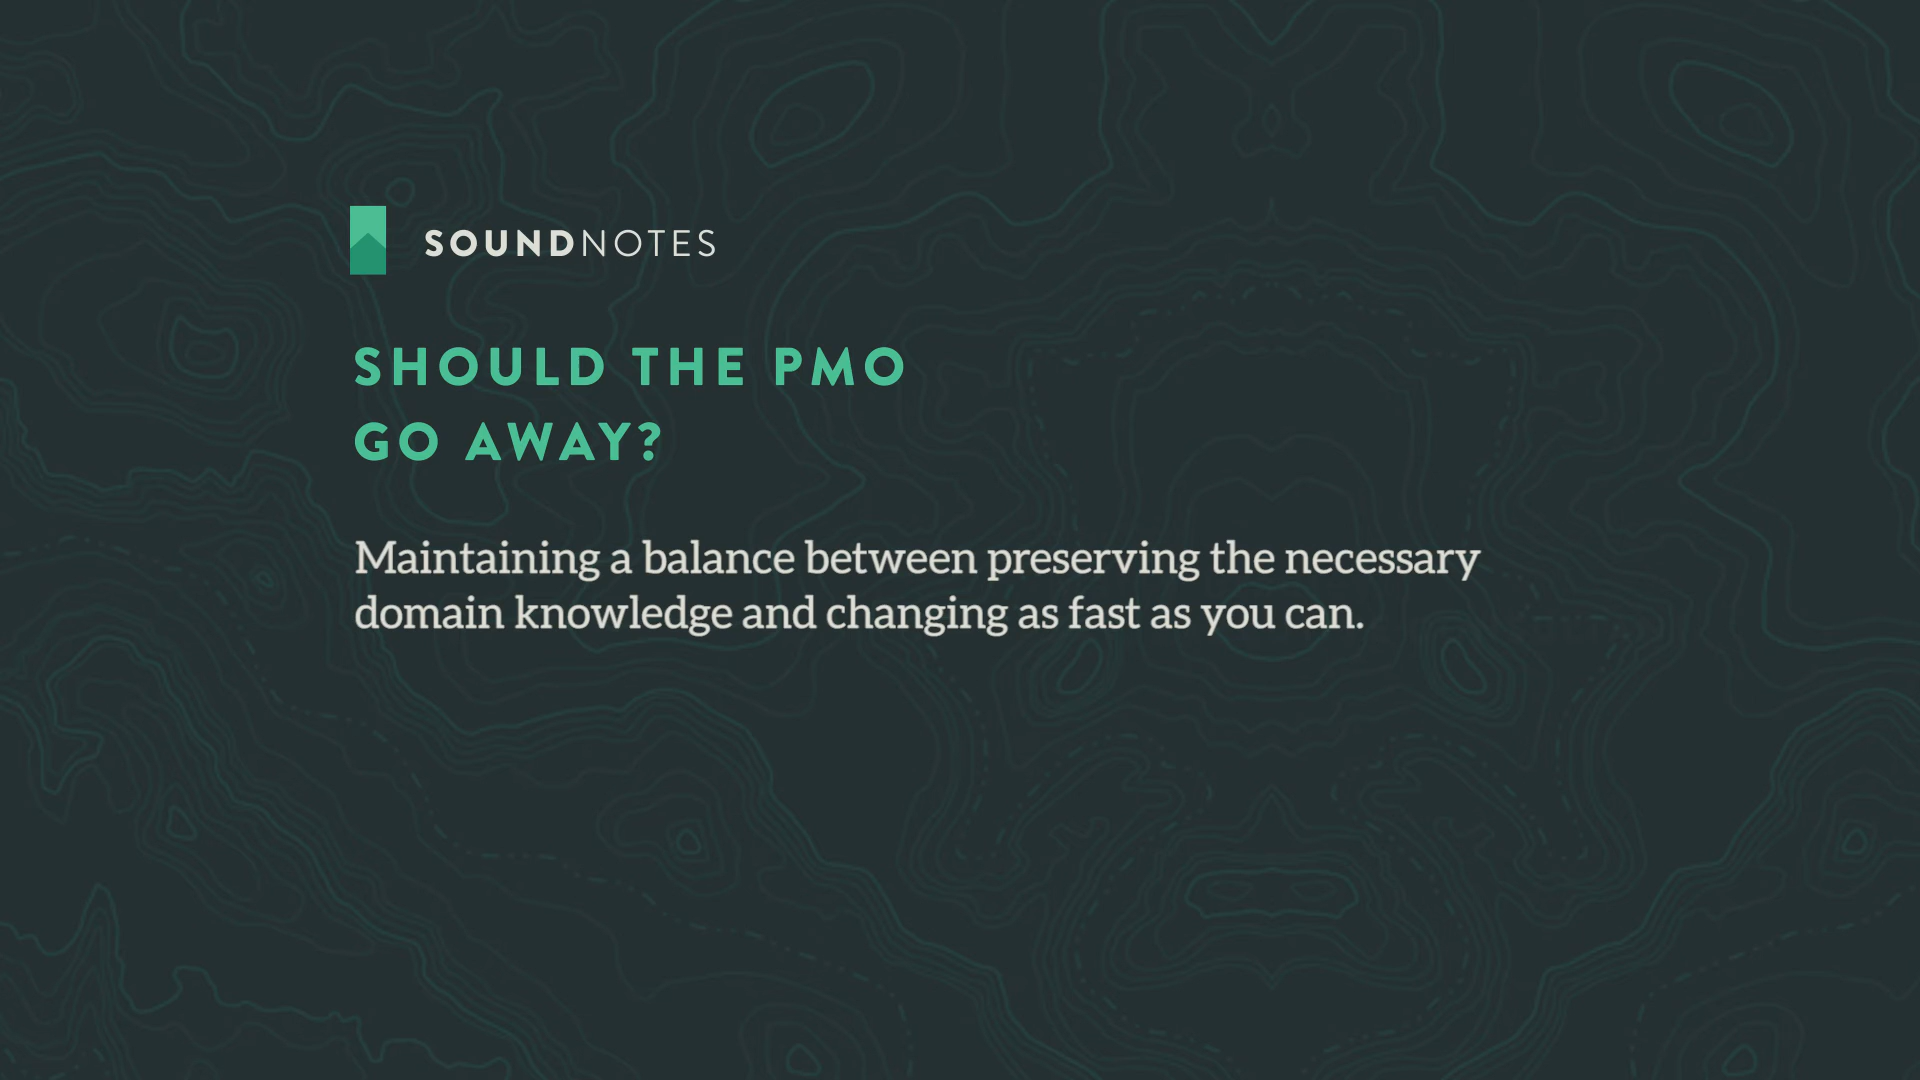 SOUNDNOTES
SHOULD THE PMO
GO AWAY?
Maintaining a balance between preserving the necessary
domain knowledge and changing as fast as you can.